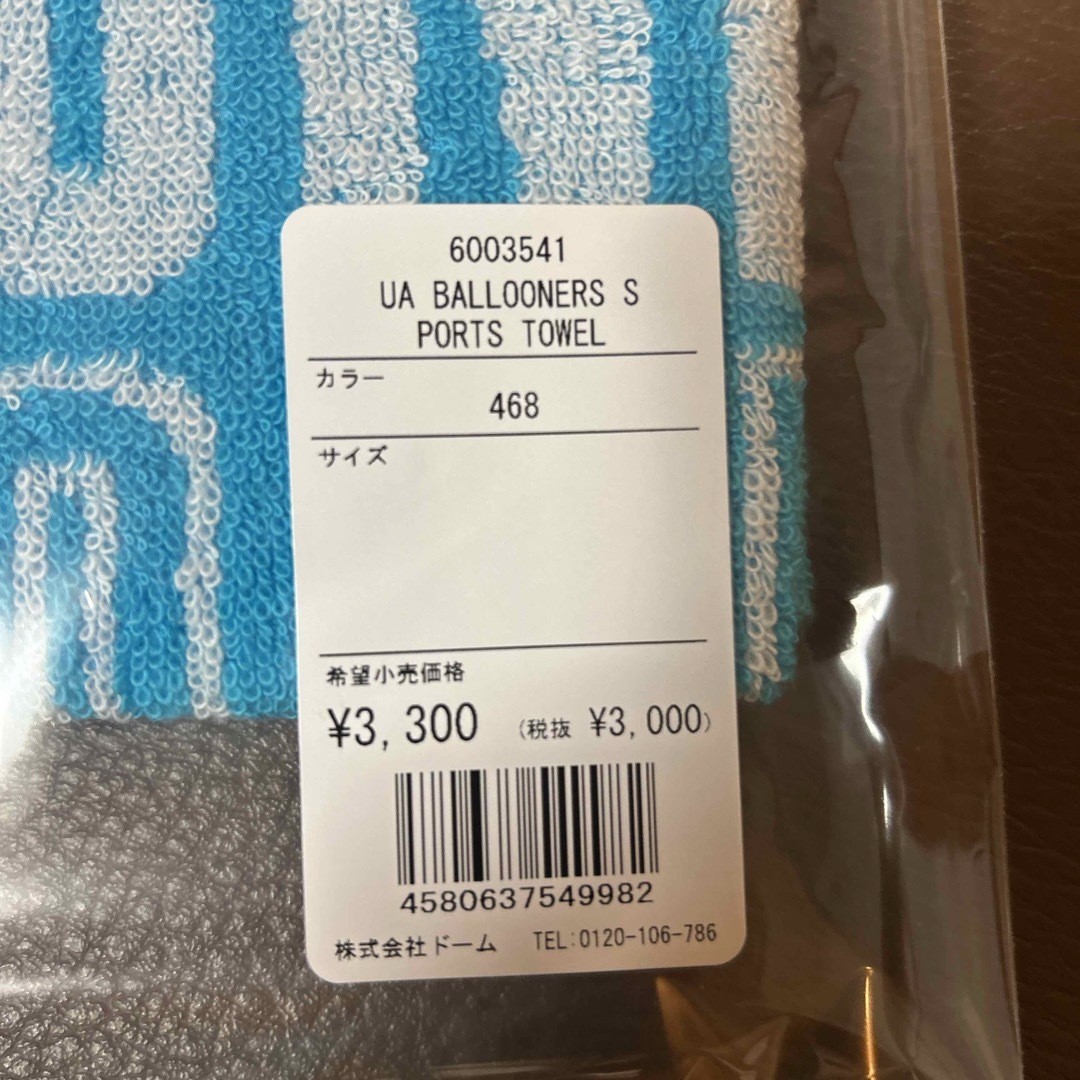 6003541
UA BALLOONERS S
PORTS TOWEL
カラー
468
サイズ
希望小売価格
¥3,300 (税抜 ¥3,000)
4580637549982
株式会社ドーム TEL:0120-106-786